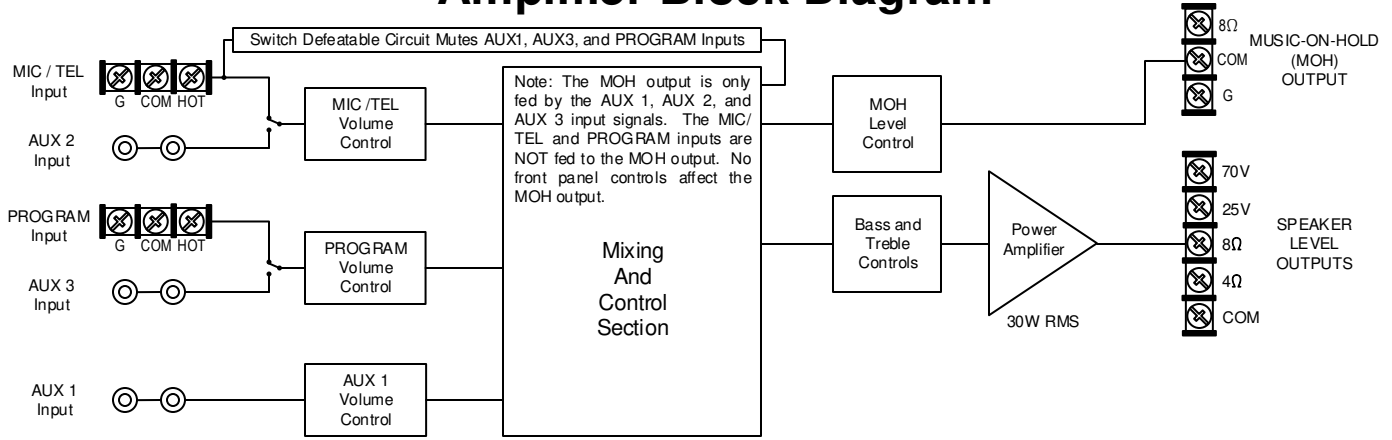 Amplifier Block Diagram
Switch Defeatable Circuit Mutes AUX1, AUX3, and PROGRAM Inputs
MIC / TEL
Input
G COM HOT
AUX 2
Input
MIC /TEL
Volume
Control
PROGRAM
Input
G COM HOT
AUX 3
Input
PROGRAM
Volume
Control
AUX 1
Input
AUX 1
Volume
Control
Note: The MOH output is only
fed by the AUX 1, AUX 2, and
AUX 3 input signals. The MIC/
TEL and PROGRAM inputs are
NOT fed to the MOH output. No
front panel controls affect the
MOH output.
Mixing
And
Control
Section
MOH
Level
Control
Bass and
Treble
Controls
Power
Amplifier
30W RMS
8Ω
COM
G
MUSIC-ON-HOLD
(MOH)
OUTPUT
70V
25V
8Ω
4Ω
COM
SPEAKER
LEVEL
OUTPUTS